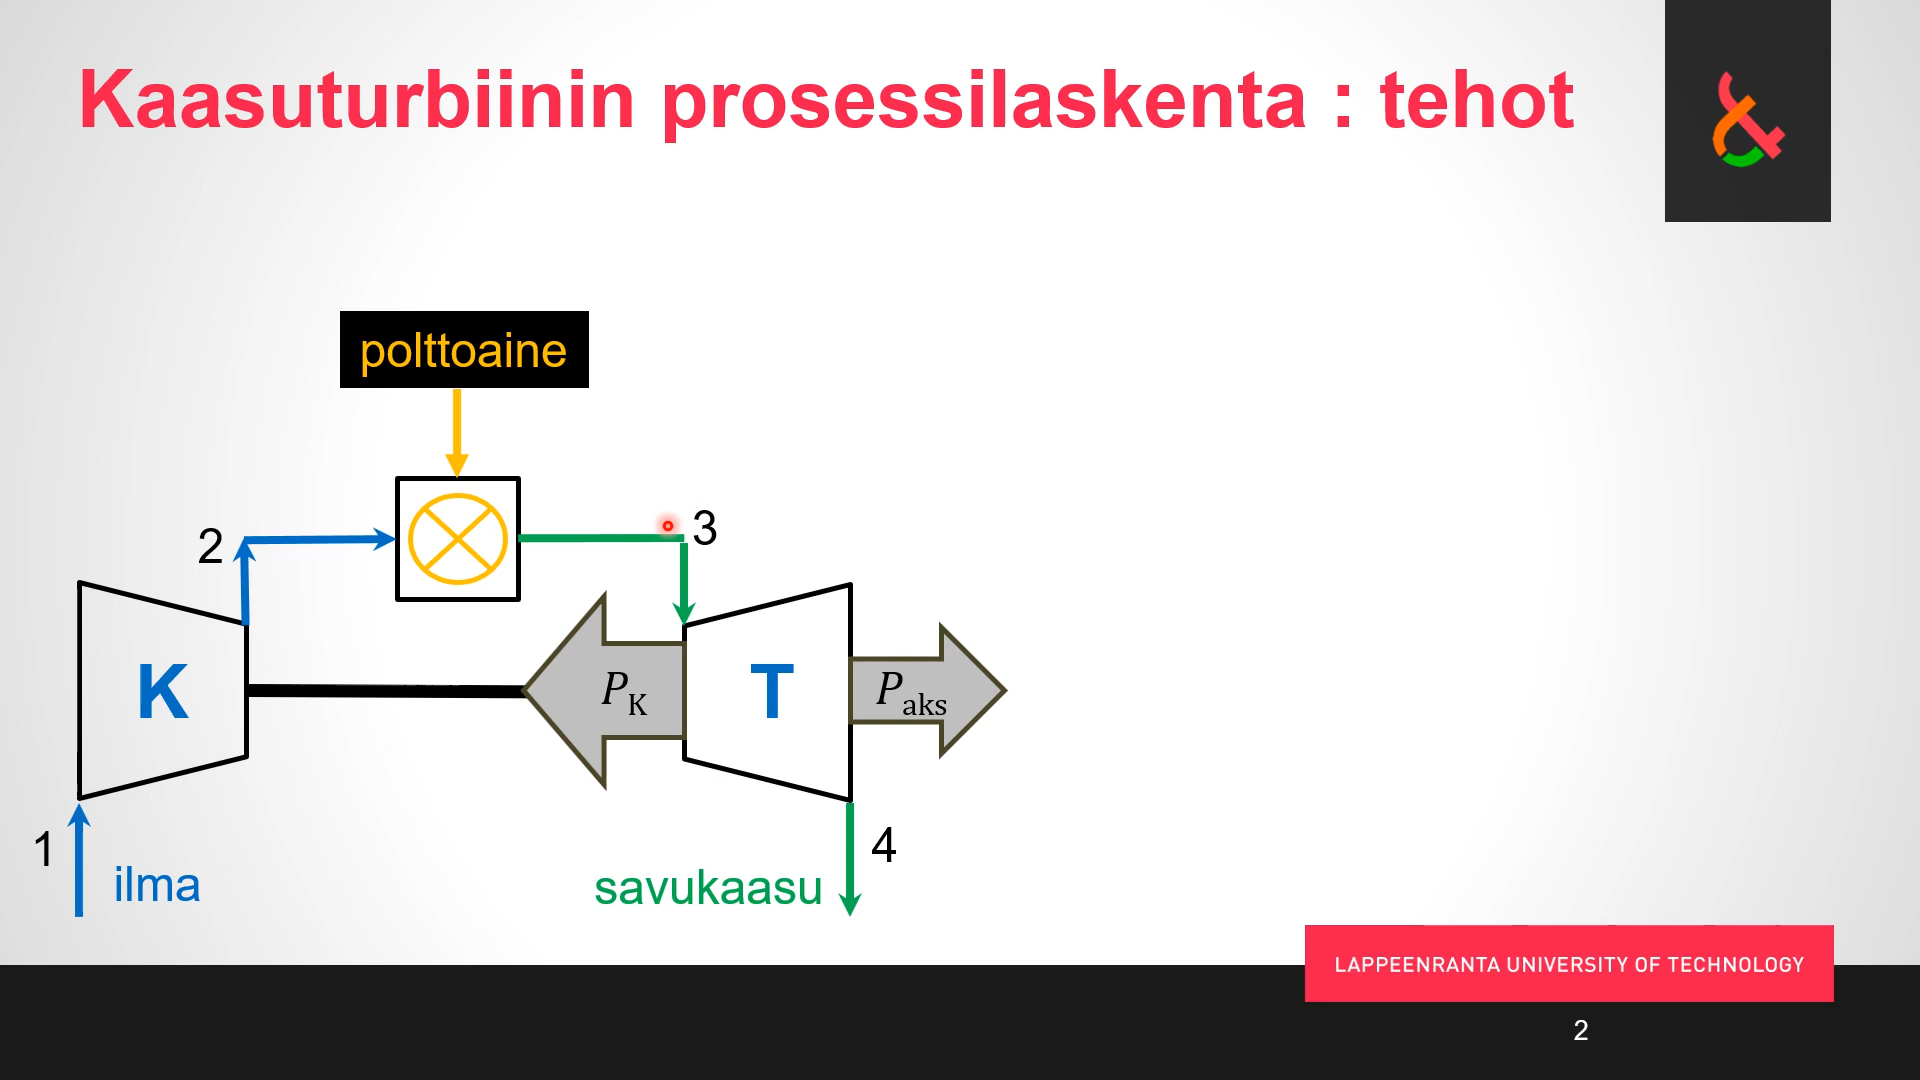 Kaasuturbiinin prosessilaskenta : tehot
polttoaine
2
3
K
P_K
T
P_aks
1
ilma
4
savukaasu
LAPPEENRANTA UNIVERSITY OF TECHNOLOGY
2